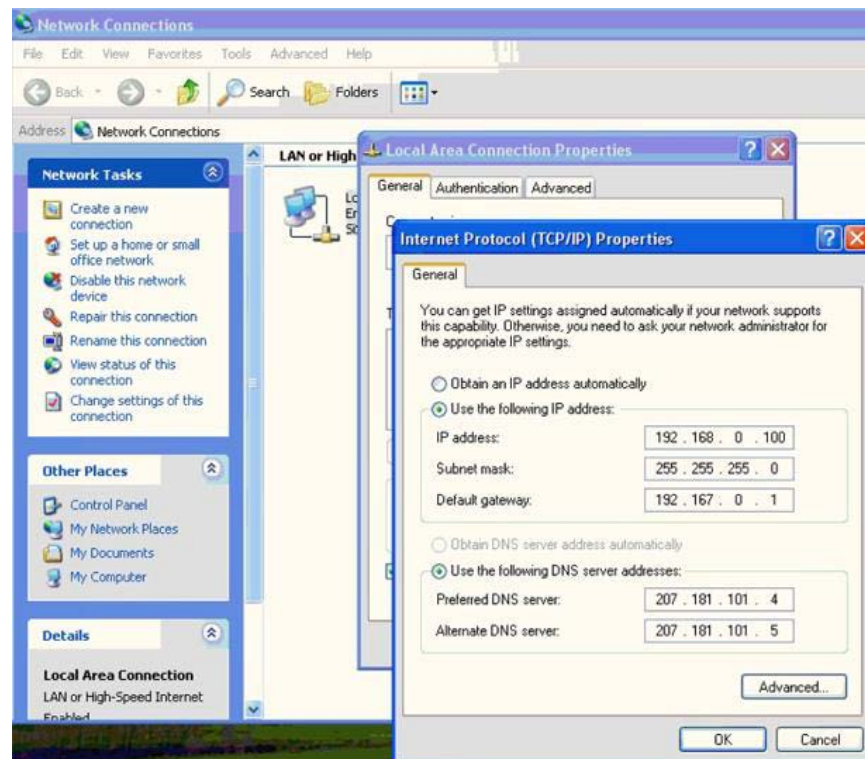 Network Connections
File Edit View Favorites Tools Advanced Help
Back Search Folders
Address Network Connections
Network Tasks
Create a new
connection
Set up a home or small
office network
Disable this network
device
Repair this connection
Rename this connection
View status of this
connection
Change settings of this
connection
Other Places
Control Panel
My Network Places
My Documents
My Computer
Details
Local Area Connection
LAN or High-Speed Internet
Enabled
LAN or High
Local Area Connection Properties
General Authentication Advanced
Internet Protocol (TCP/IP) Properties
General
You can get IP settings assigned automatically if your network supports
this capability. Otherwise, you need to ask your network administrator for
the appropriate IP settings.
Obtain an IP address automatically
Use the following IP address:
IP address: 192 . 168 . 0 . 100
Subnet mask: 255 . 255 . 255 . 0
Default gateway: 192 . 167 . 0 . 1
Obtain DNS server address automatically
Use the following DNS server addresses:
Preferred DNS server: 207 . 181 . 101 . 4
Alternate DNS server: 207 . 181 . 101 . 5
Advanced...
OK Cancel